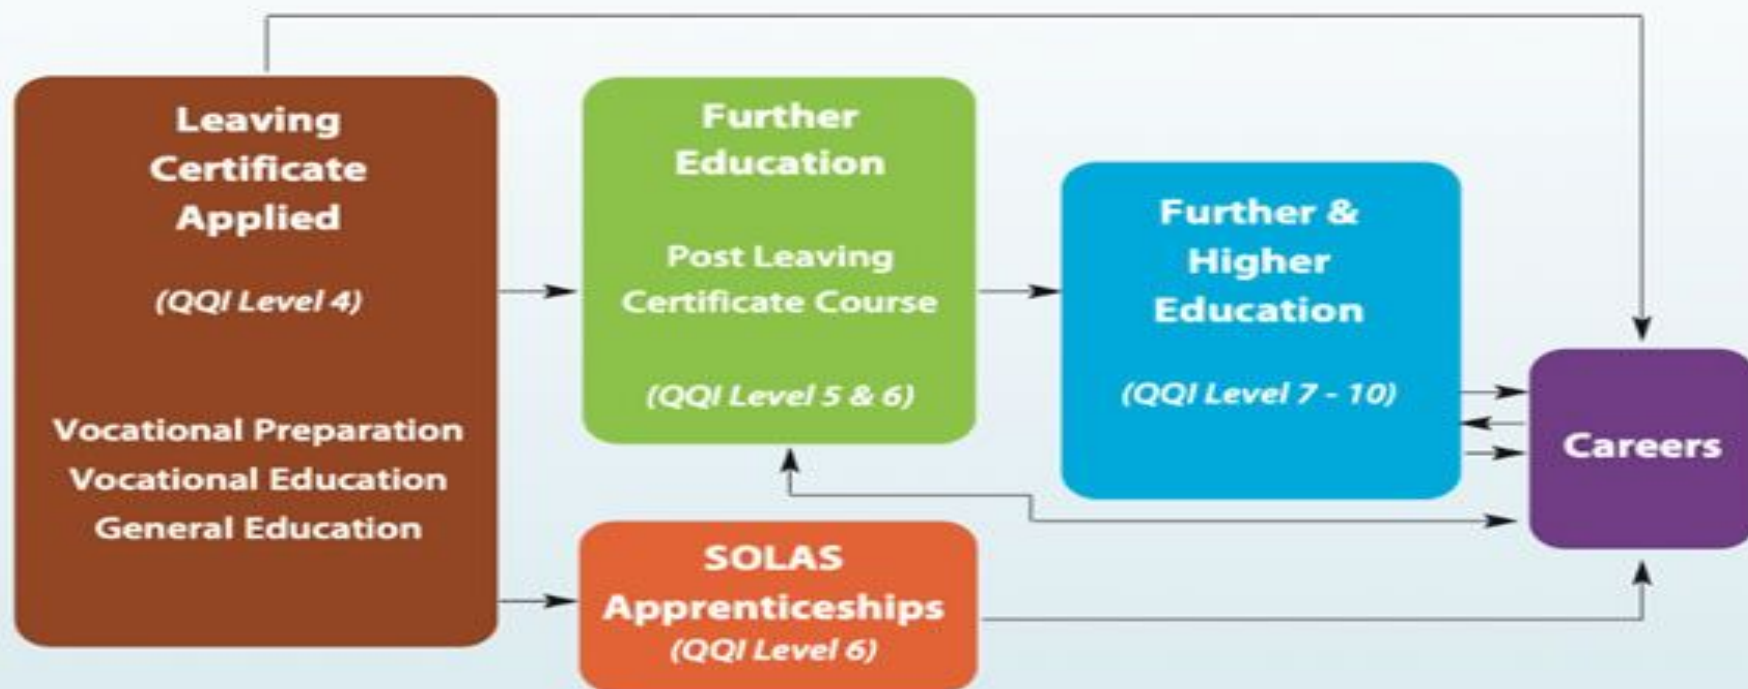 Leaving
Certificate
Applied
(QQI Level 4)
Vocational Preparation
Vocational Education
General Education
Further
Education
Post Leaving
Certificate Course
(QQI Level 5 & 6)
SOLAS
Apprenticeships
(QQI Level 6)
Further &
Higher
Education
(QQI Level 7 - 10)
Careers